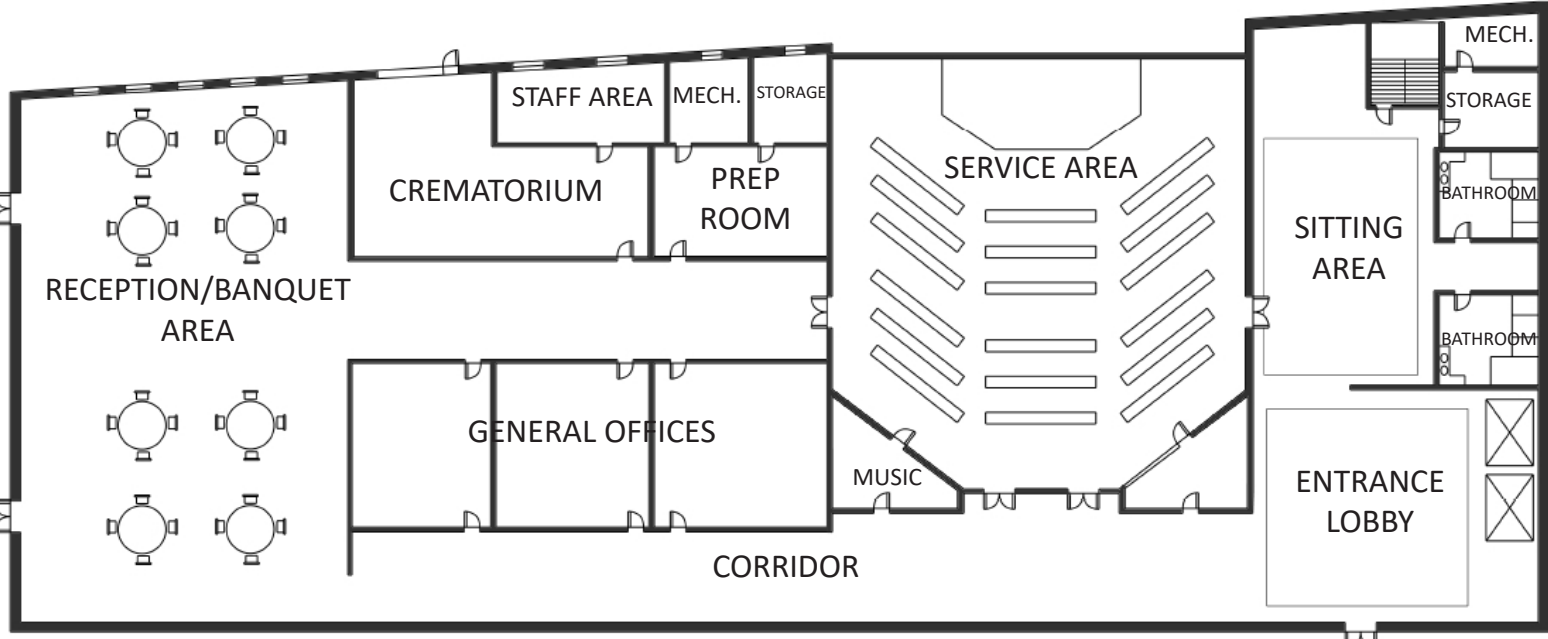 MECH.
STAFF AREA
MECH.
STORAGE
STORAGE
CREMATORIUM
PREP
ROOM
SERVICE AREA
BATHROOM
SITTING
AREA
RECEPTION/BANQUET
AREA
BATHROOM
GENERAL OFFICES
MUSIC
ENTRANCE
LOBBY
CORRIDOR